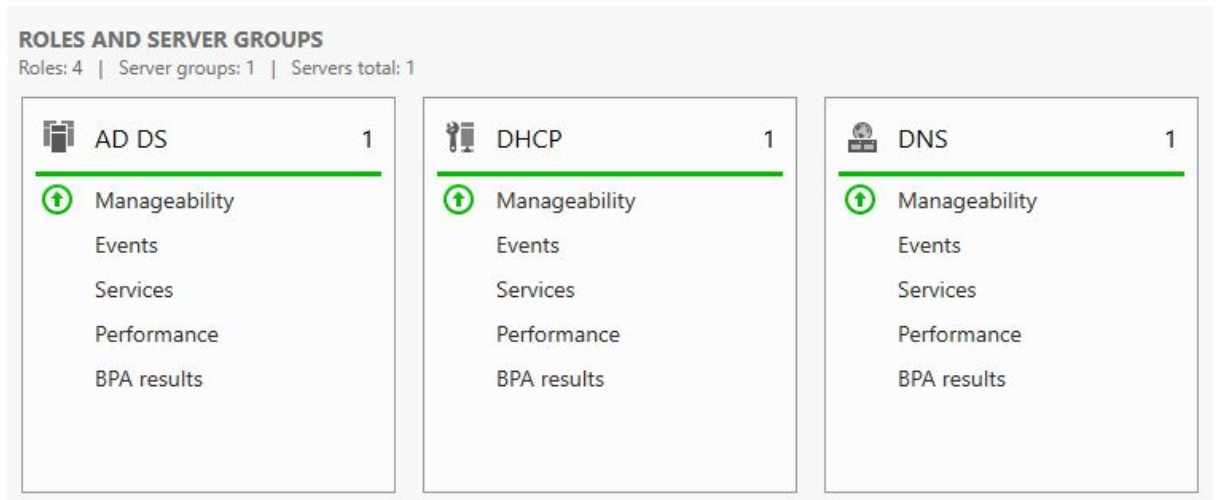 ROLES AND SERVER GROUPS
Roles: 4 | Server groups: 1 | Servers total: 1
AD DS 1
Manageability
Events
Services
Performance
BPA results
DHCP 1
Manageability
Events
Services
Performance
BPA results
DNS 1
Manageability
Events
Services
Performance
BPA results